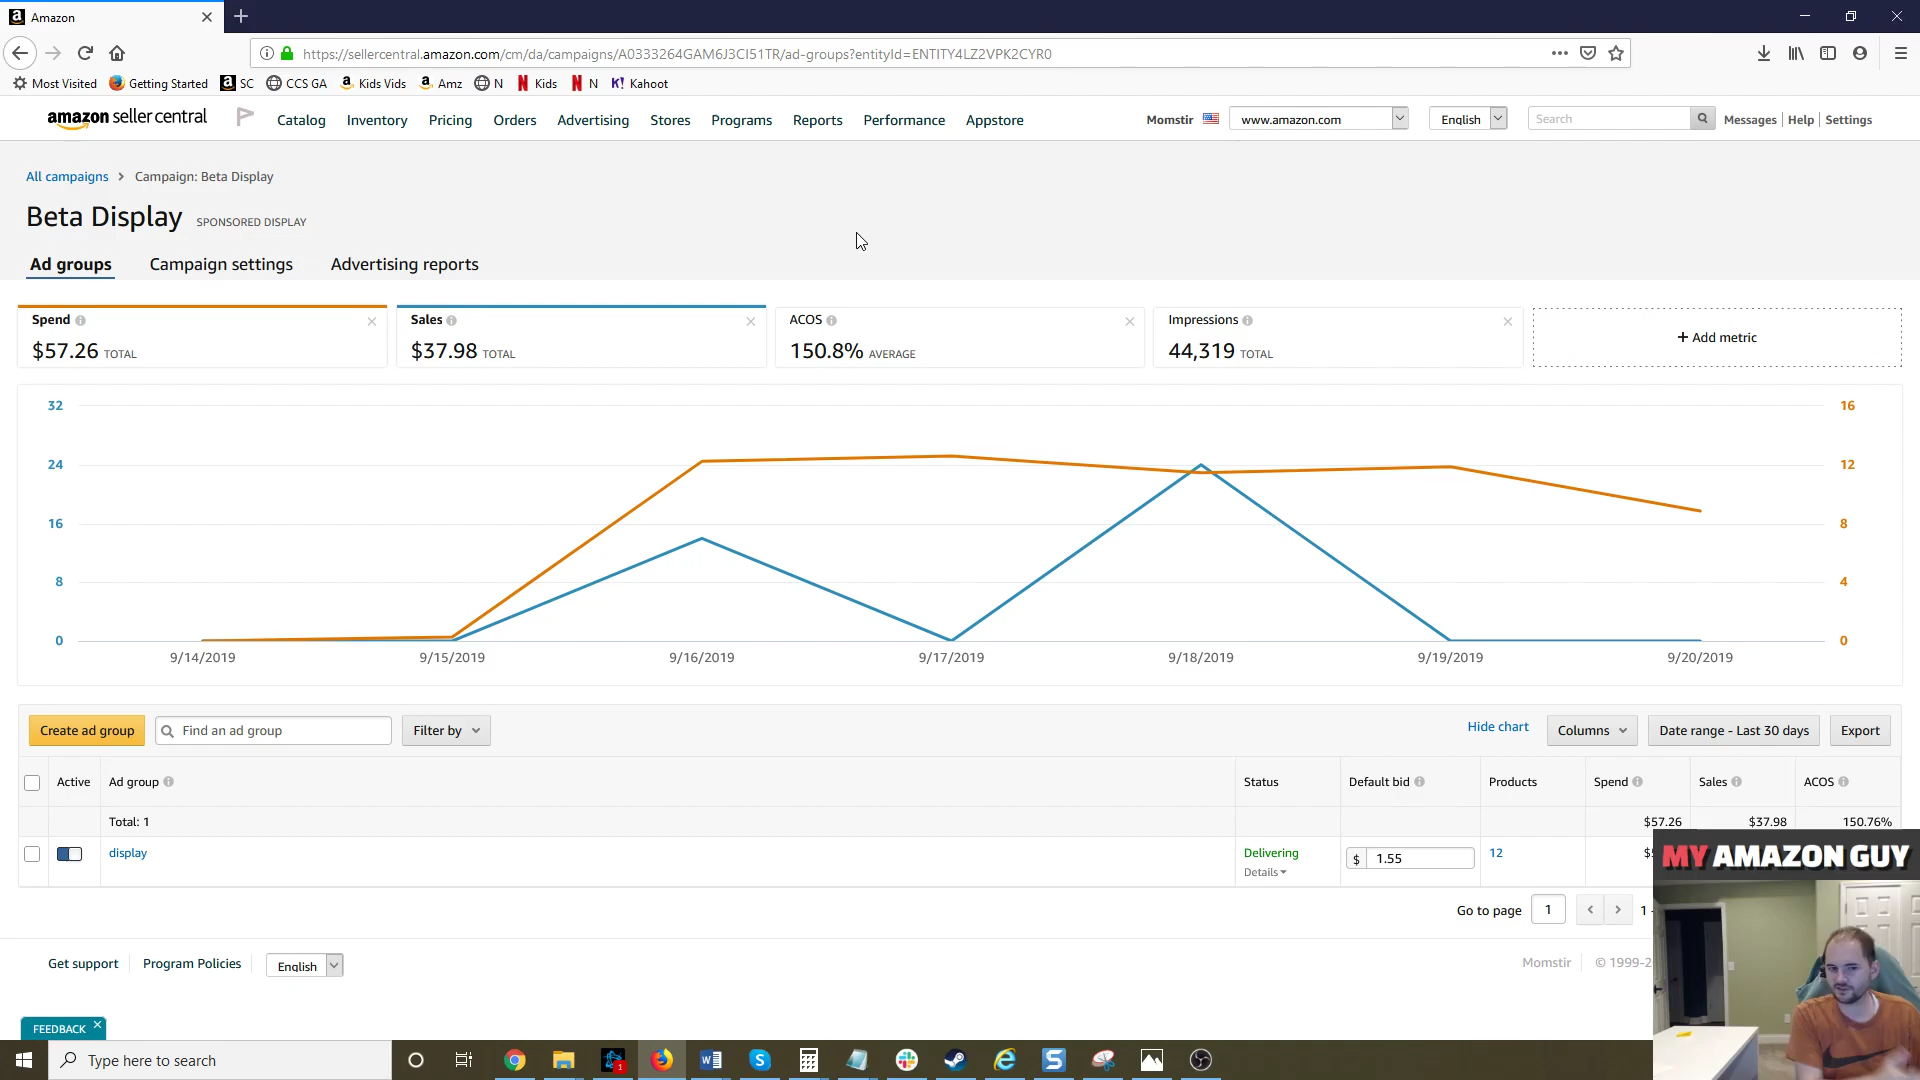 Amazon
https://sellercentral.amazon.com/cm/da/campaigns/A0333264GAM6J3CI51TR/ad-groups?entityId=ENTITY4LZ2VPK2CYR0
Most Visited Getting Started SC CCS GA Kids Vids Amz N Kids N Kahoot
amazon seller central Catalog Inventory Pricing Orders Advertising Stores Programs Reports Performance Appstore Momstir www.amazon.com English Search Messages Help Settings
All campaigns > Campaign: Beta Display
Beta Display SPONSORED DISPLAY
Ad groups Campaign settings Advertising reports
Spend Sales ACOS Impressions
$57.26 TOTAL $37.98 TOTAL 150.8% AVERAGE 44,319 TOTAL + Add metric
32 16
24 12
16 8
8 4
0 0
9/14/2019 9/15/2019 9/16/2019 9/17/2019 9/18/2019 9/19/2019 9/20/2019
Create ad group Find an ad group Filter by Hide chart Columns Date range - Last 30 days Export
Active Ad group Status Default bid Products Spend Sales ACOS
Total: 1 $57.26 $37.98 150.76%
display Delivering $ 1.55 12
Details
MY AMAZON GUY
Go to page 1 1
Get support Program Policies English Momstir © 1999-2
FEEDBACK
Type here to search